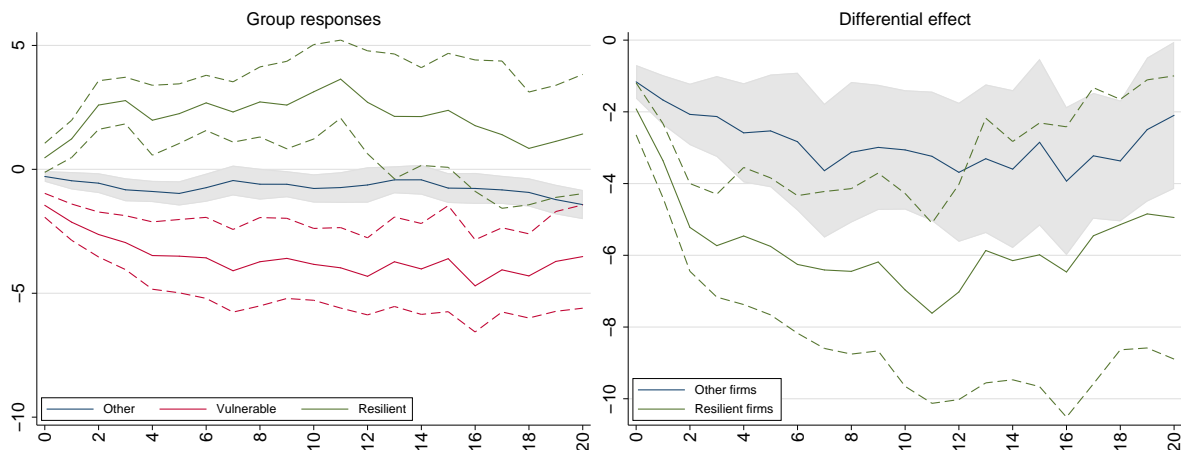 Group responses
5
0
−5
−10
0 2 4 6 8 10 12 14 16 18 20
Other Vulnerable Resilient
Differential effect
0
−2
−4
−6
−8
−10
0 2 4 6 8 10 12 14 16 18 20
Other firms
Resilient firms